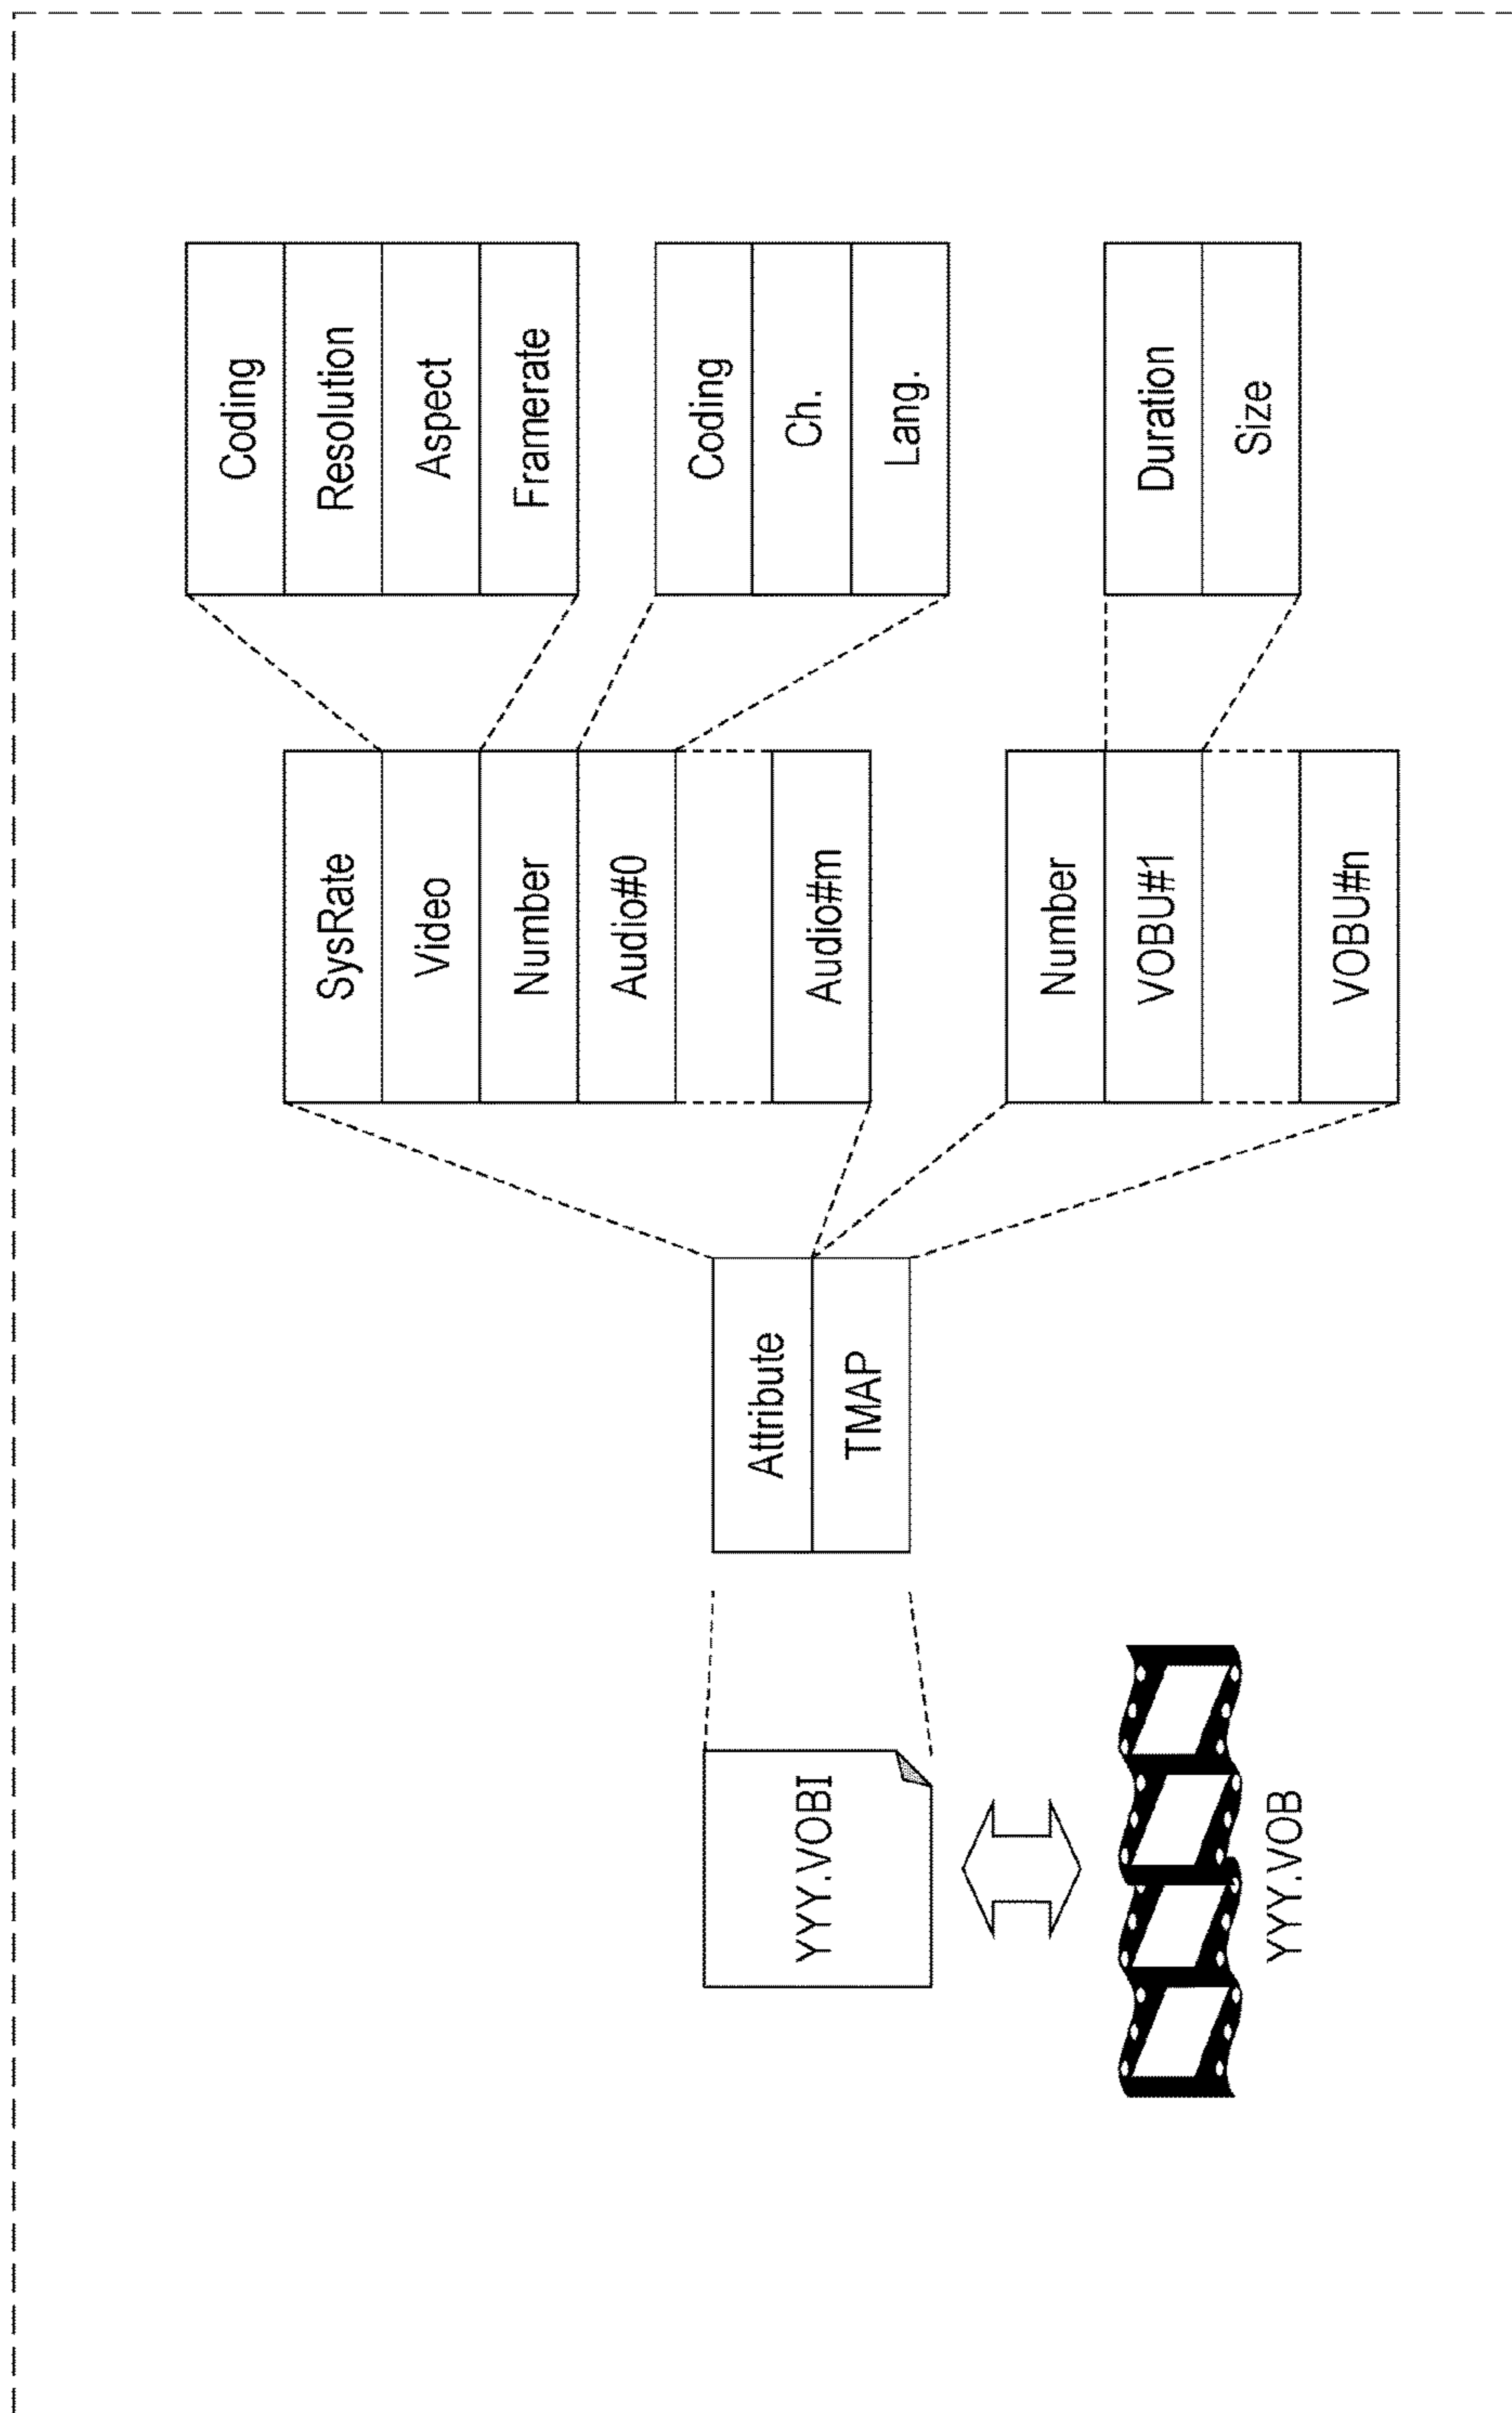 YYY.VOBI
YYY.VOB
Attribute
TMAP
SysRate
Video
Number
Audio#0
Audio#m
Number
VOBU#1
VOBU#n
Coding
Resolution
Aspect
Framerate
Coding
Ch.
Lang.
Duration
Size